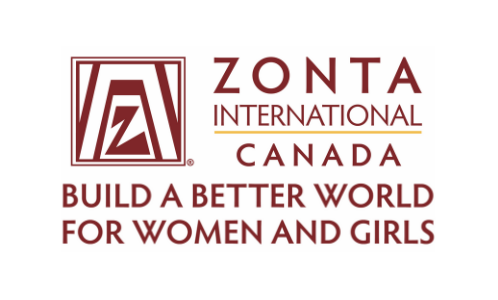 ZONTA
INTERNATIONAL
CANADA
BUILD A BETTER WORLD
FOR WOMEN AND GIRLS